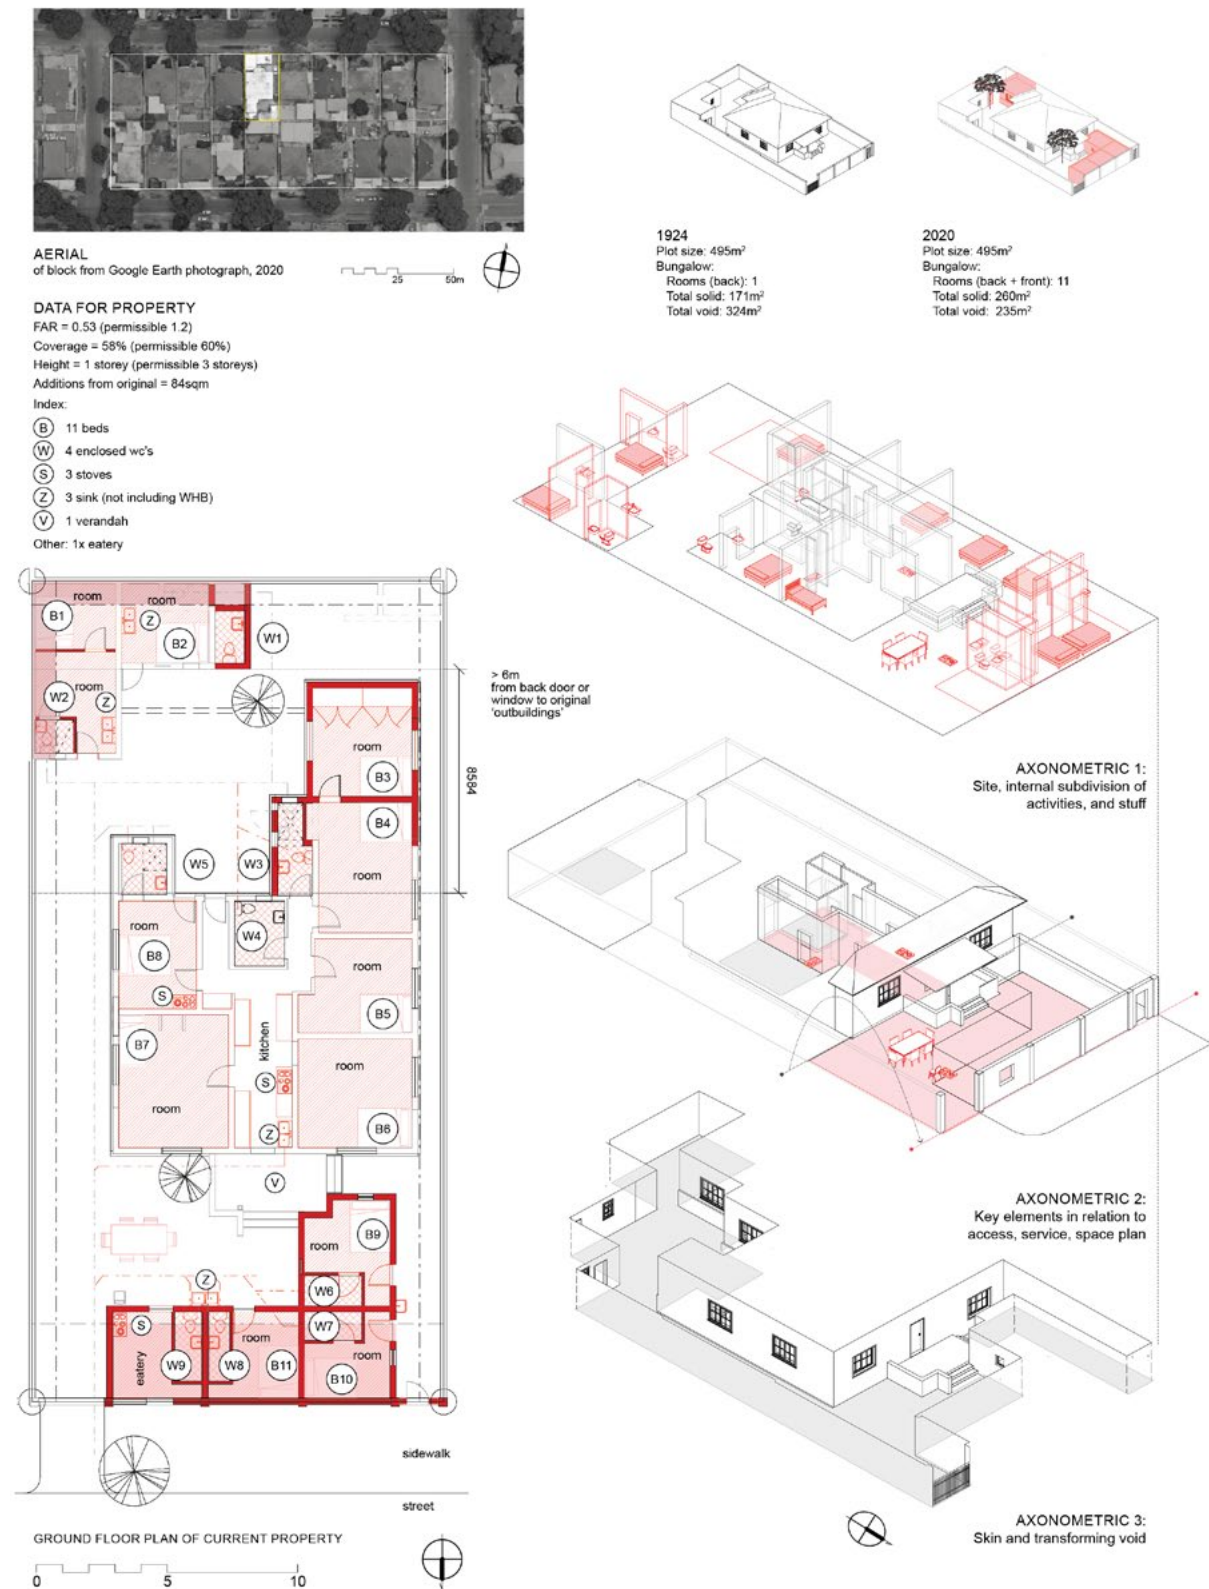 AERIAL
of block from Google Earth photograph, 2020
25
50m
1924
Plot size: 495m²
Bungalow:
Rooms (back): 1
Total solid: 171m²
Total void: 324m²
2020
Plot size: 495m²
Bungalow:
Rooms (back + front): 11
Total solid: 260m²
Total void: 235m²
DATA FOR PROPERTY
FAR = 0.53 (permissible 1.2)
Coverage = 58% (permissible 60%)
Height = 1 storey (permissible 3 storeys)
Additions from original = 84sqm
Index:
B 11 beds
W 4 enclosed wc's
S 3 stoves
Z 3 sink (not including WHB)
V 1 verandah
Other: 1x eatery
room
room
B1
Z
B2
W1
W2
room
Z
> 6m
from back door or
window to original
'outbuildings'
8584
room
B3
B4
W5
W3
room
room
W4
B8
room
S
B5
B7
kitchen
room
S
room
Z
B6
V
B9
room
Z
W6
S
W7
room
room
eatery
W9
W8
B11
B10
sidewalk
street
GROUND FLOOR PLAN OF CURRENT PROPERTY
0
5
10
AXONOMETRIC 1:
Site, internal subdivision of
activities, and stuff
AXONOMETRIC 2:
Key elements in relation to
access, service, space plan
AXONOMETRIC 3:
Skin and transforming void